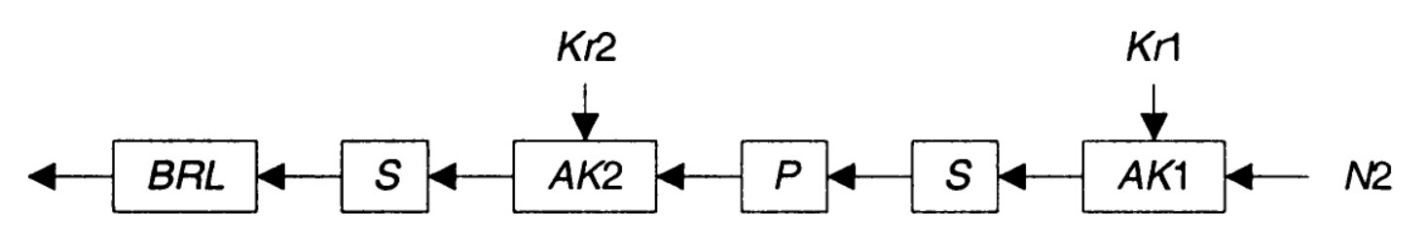 Kr2 Kr1
BRL S AK2 P S AK1 N2